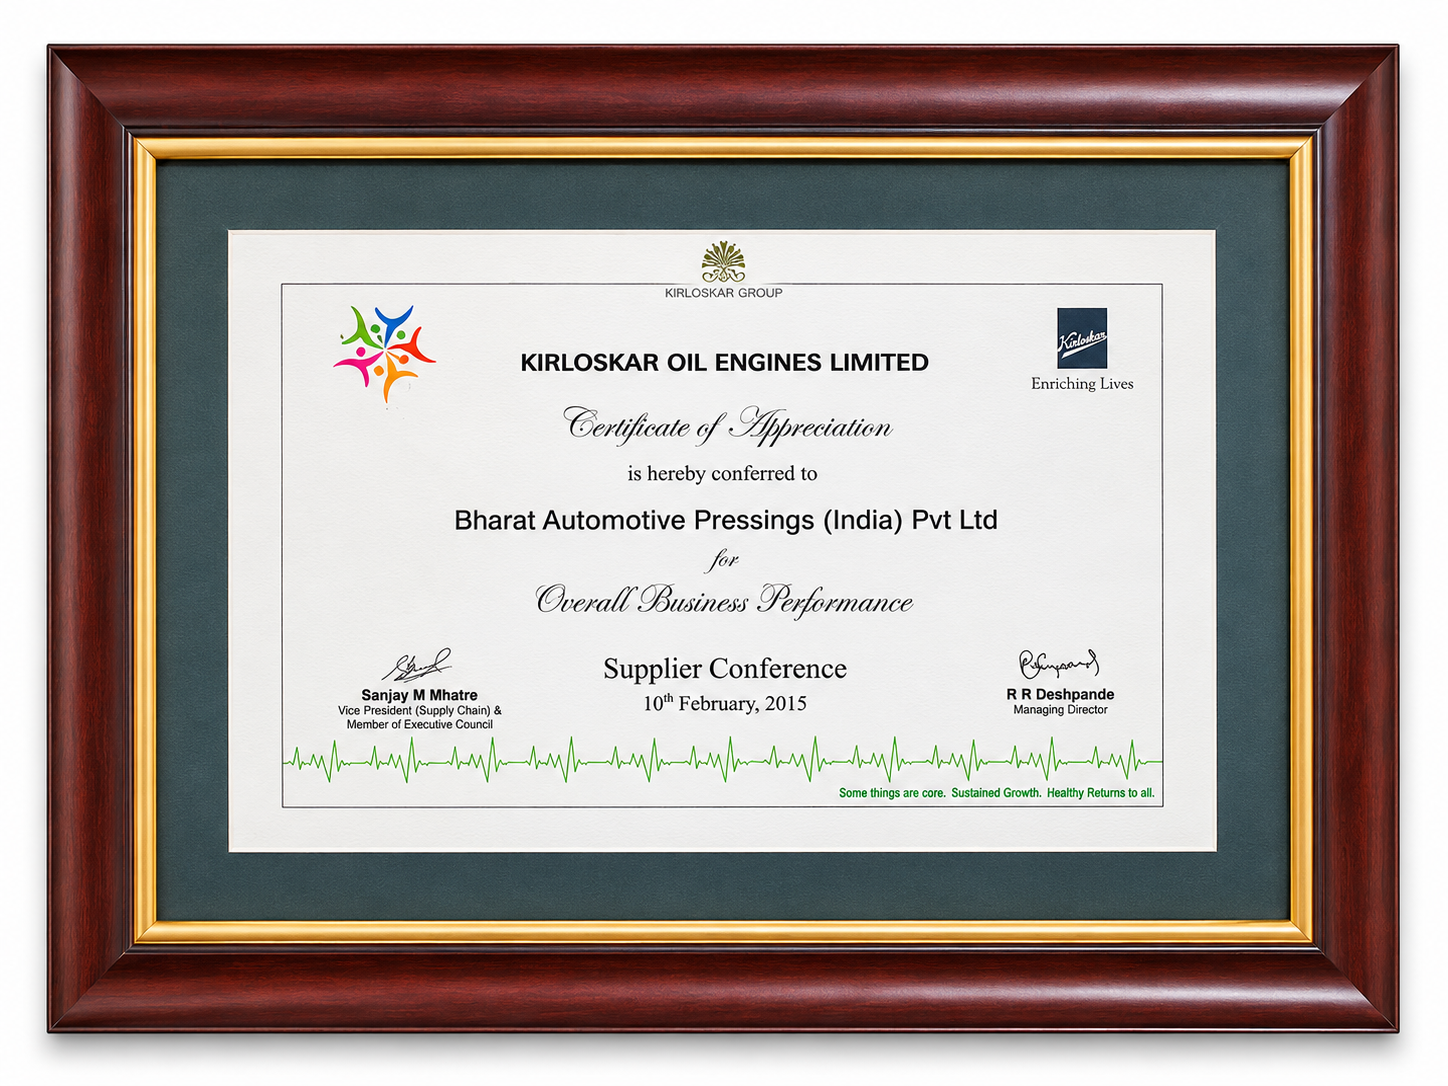 KIRLOSKAR GROUP
Kirloskar
Enriching Lives
KIRLOSKAR OIL ENGINES LIMITED
Certificate of Appreciation
is hereby conferred to
Bharat Automotive Pressings (India) Pvt Ltd
for
Overall Business Performance
Supplier Conference
10th February, 2015
Sanjay M Mhatre
Vice President (Supply Chain) &
Member of Executive Council
R R Deshpande
Managing Director
Some things are core. Sustained Growth. Healthy Returns to all.